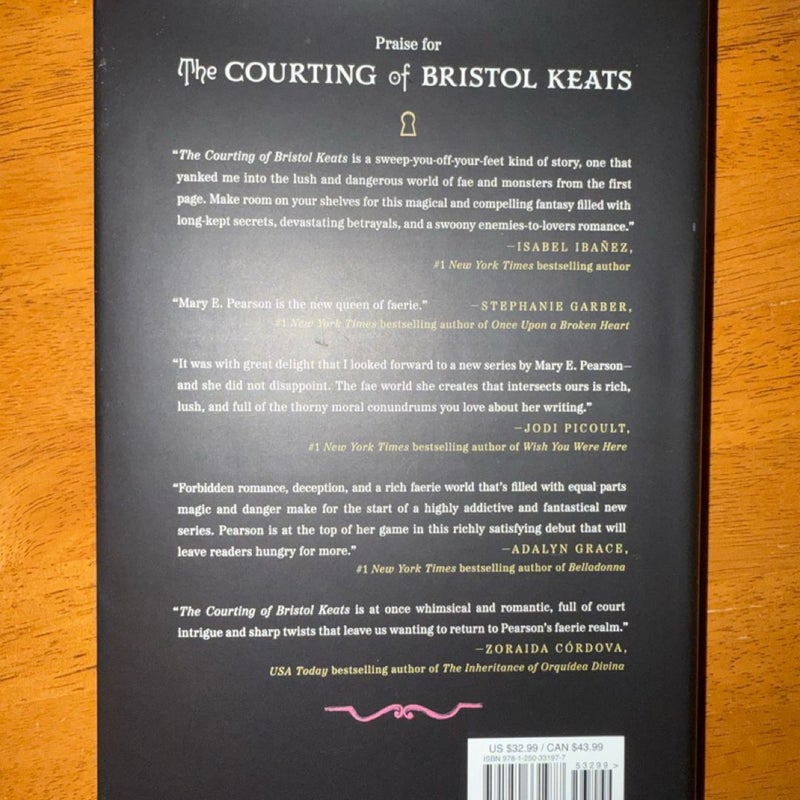 Praise for
The COURTING of BRISTOL KEATS
“The Courting of Bristol Keats is a sweep-you-off-your-feet kind of story, one that
yanked me into the lush and dangerous world of fae and monsters from the first
page. Make room on your shelves for this magical and compelling fantasy filled with
long-kept secrets, devastating betrayals, and a swoony enemies-to-lovers romance.”
—ISABEL IBAÑEZ,
#1 New York Times bestselling author
“Mary E. Pearson is the new queen of faerie.” —STEPHANIE GARBER,
#1 New York Times bestselling author of Once Upon a Broken Heart
“It was with great delight that I looked forward to a new series by Mary E. Pearson—
and she did not disappoint. The fae world she creates that intersects ours is rich,
lush, and full of the thorny moral conundrums you love about her writing.”
—JODI PICOULT,
#1 New York Times bestselling author of Wish You Were Here
“Forbidden romance, deception, and a rich faerie world that’s filled with equal parts
magic and danger make for the start of a highly addictive and fantastical new
series. Pearson is at the top of her game in this richly satisfying debut that will
leave readers hungry for more.” —ADALYN GRACE,
#1 New York Times bestselling author of Belladonna
“The Courting of Bristol Keats is at once whimsical and romantic, full of court
intrigue and sharp twists that leave us wanting to return to Pearson’s faerie realm.”
—ZORAIDA CÓRDOVA,
USA Today bestselling author of The Inheritance of Orquídea Divina
US $32.99 / CAN $43.99
ISBN 978-1-250-33197-7
53299 >